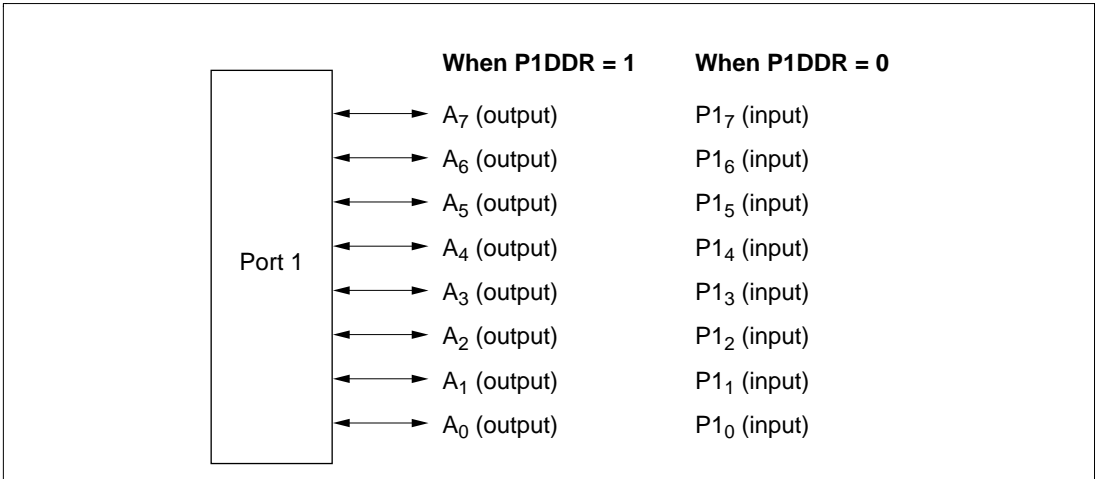 When P1DDR = 1 When P1DDR = 0
A7 (output) P17 (input)
A6 (output) P16 (input)
A5 (output) P15 (input)
Port 1 A4 (output) P14 (input)
A3 (output) P13 (input)
A2 (output) P12 (input)
A1 (output) P11 (input)
A0 (output) P10 (input)